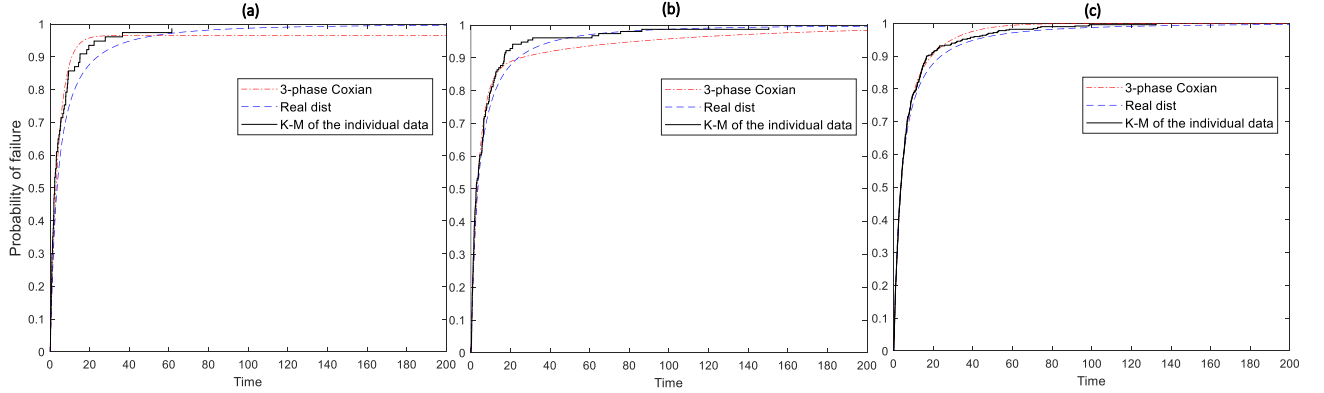 (a)
(b)
(c)
1
0.9
0.8
0.7
0.6
0.5
0.4
0.3
0.2
0.1
0
Probability of failure
0 20 40 60 80 100 120 140 160 180 200
Time
3-phase Coxian
Real dist
K-M of the individual data
1
0.9
0.8
0.7
0.6
0.5
0.4
0.3
0.2
0.1
0
0 20 40 60 80 100 120 140 160 180 200
Time
3-phase Coxian
Real dist
K-M of the individual data
1
0.9
0.8
0.7
0.6
0.5
0.4
0.3
0.2
0.1
0
0 20 40 60 80 100 120 140 160 180 200
Time
3-phase Coxian
Real dist
K-M of the individual data